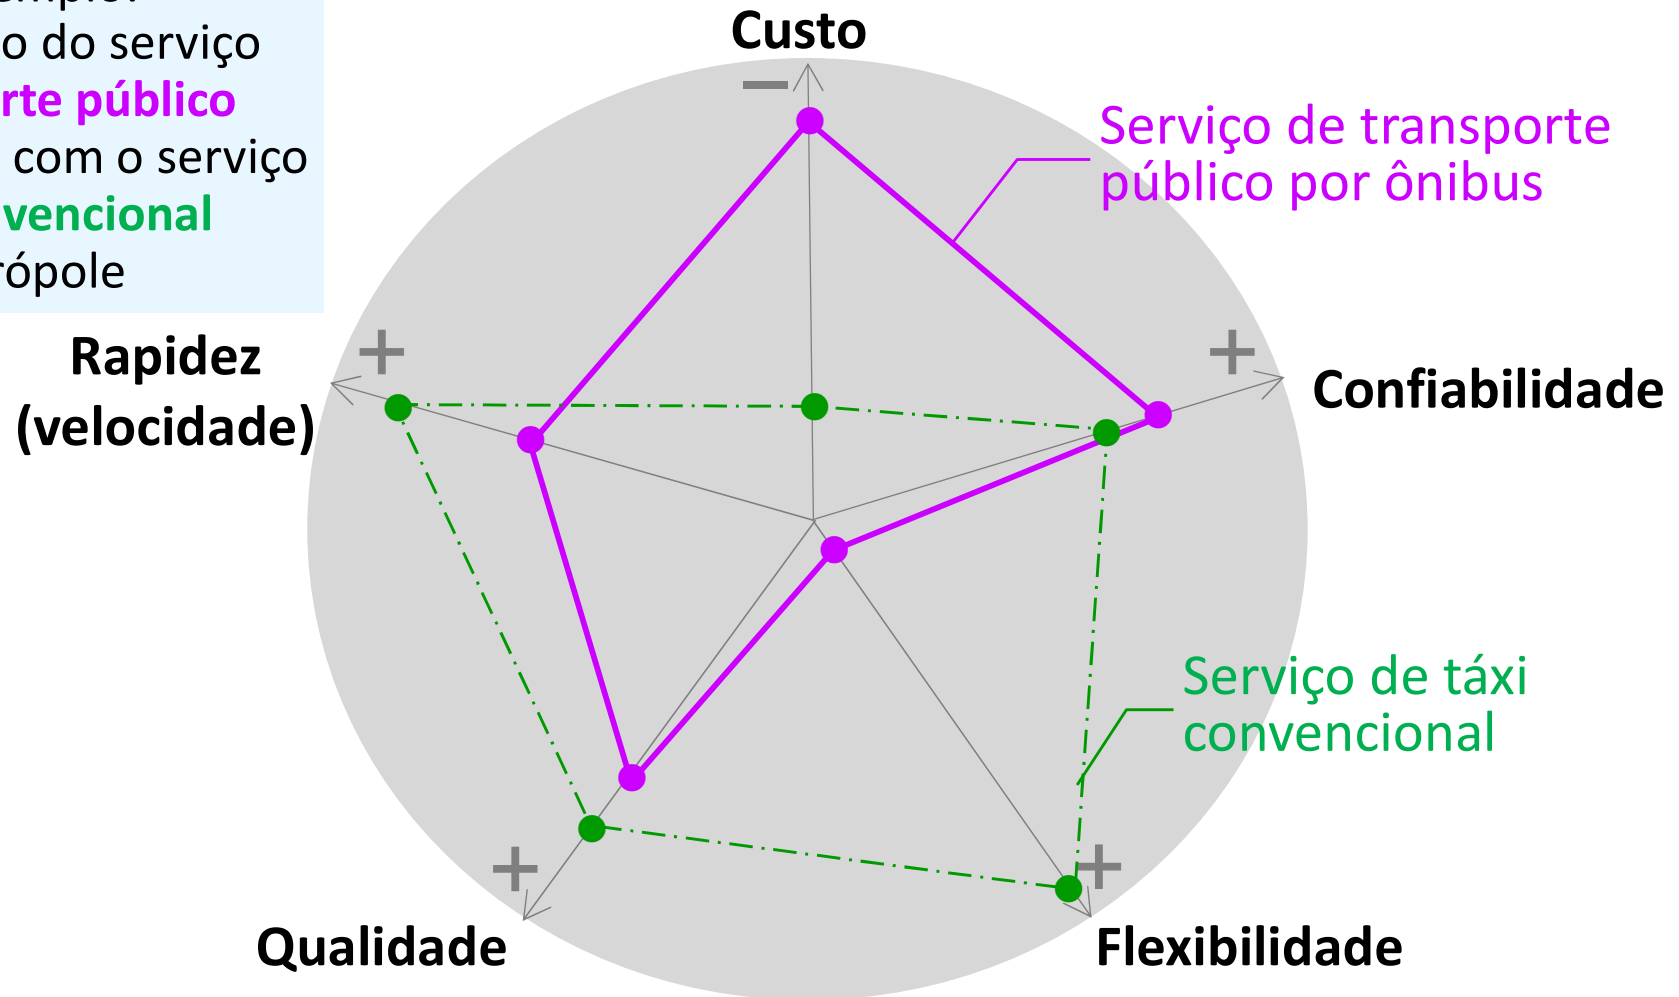 o do serviço
rte público
com o serviço
vencional
rópole
Custo
−
Serviço de transporte
público por ônibus
Rapidez
(velocidade)
+
+
Confiabilidade
Serviço de táxi
convencional
+
+
Qualidade
Flexibilidade